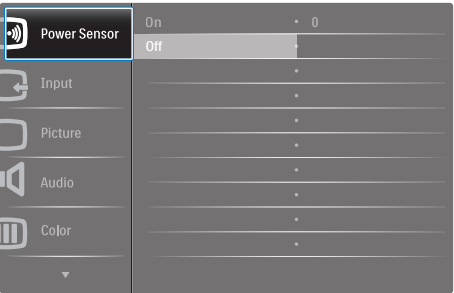 Power Sensor
On • 0
Off
Input
Picture
Audio
Color